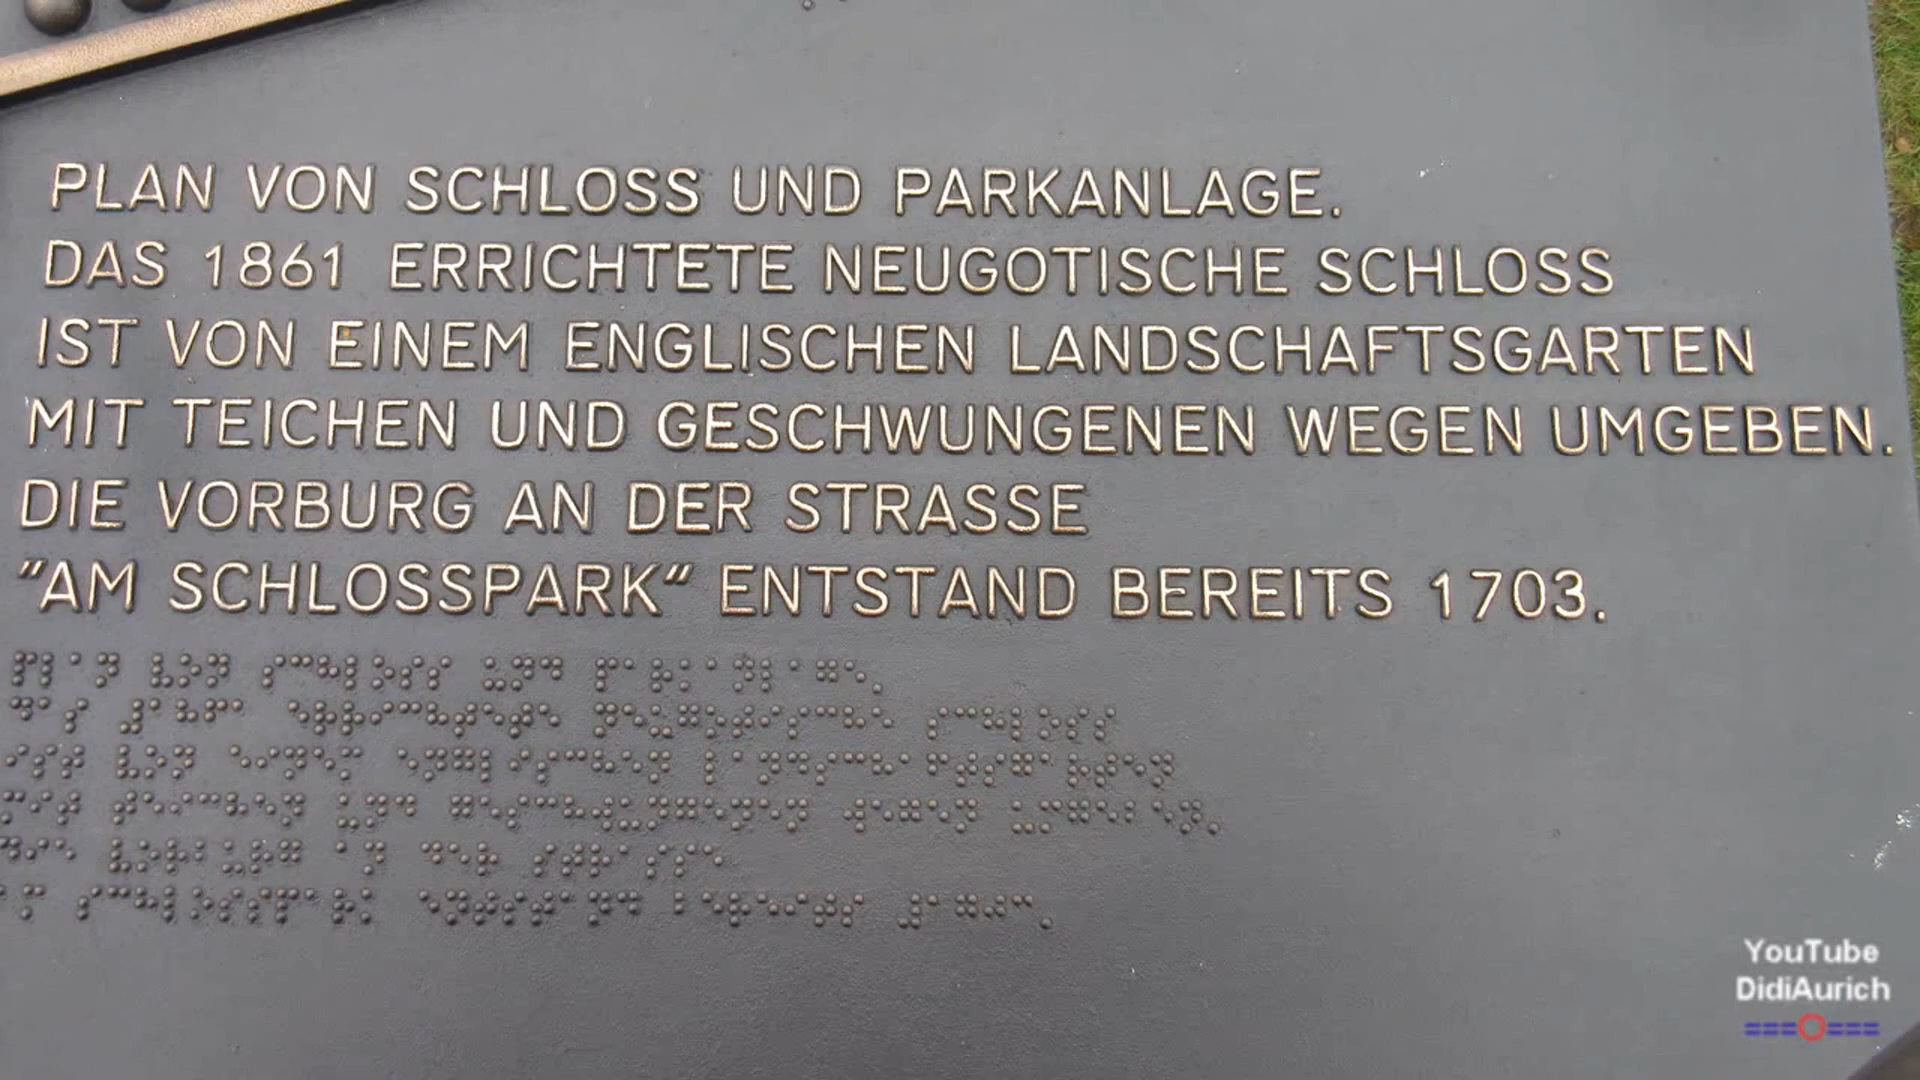 PLAN VON SCHLOSS UND PARKANLAGE.
DAS 1861 ERRICHTETE NEUGOTISCHE SCHLOSS
IST VON EINEM ENGLISCHEN LANDSCHAFTSGARTEN
MIT TEICHEN UND GESCHWUNGENEN WEGEN UMGEBEN.
DIE VORBURG AN DER STRASSE
"AM SCHLOSSPARK" ENTSTAND BEREITS 1703.
YouTube
DidiAurich
===O===